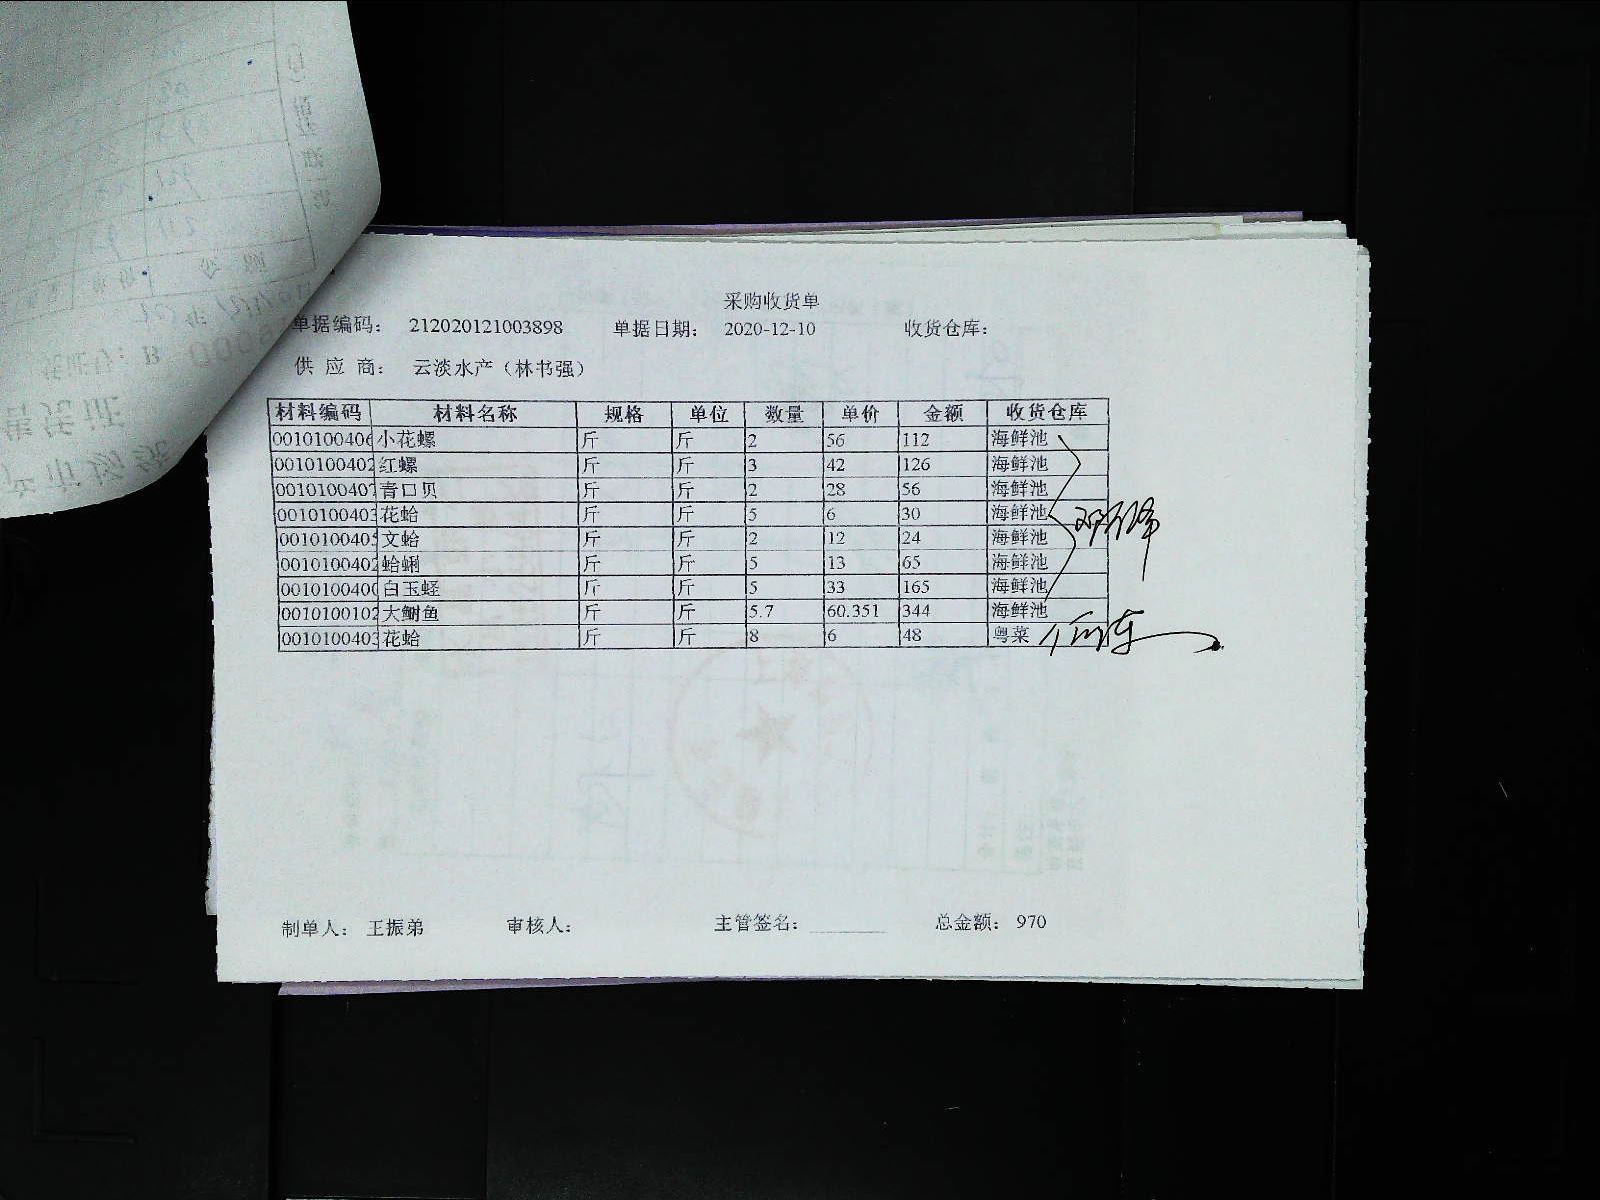 采购收货单
单据编码： 212020121003898 单据日期： 2020-12-10 收货仓库：
供 应 商： 云淡水产（林书强）
材料编码 材料名称 规格 单位 数量 单价 金额 收货仓库
0010100406 小花螺 斤 斤 2 56 112 海鲜池
0010100402 红螺 斤 斤 3 42 126 海鲜池
0010100407 青口贝 斤 斤 2 28 56 海鲜池
0010100403 花蛤 斤 斤 5 6 30 海鲜池
0010100405 文蛤 斤 斤 2 12 24 海鲜池
0010100402 蛤蜊 斤 斤 5 13 65 海鲜池
0010100400 白玉蛏 斤 斤 5 33 165 海鲜池
0010100102 大鮰鱼 斤 斤 5.7 60.351 344 海鲜池
0010100403 花蛤 斤 斤 8 6 48 粤菜
制单人： 王振弟 审核人： 主管签名： 总金额： 970